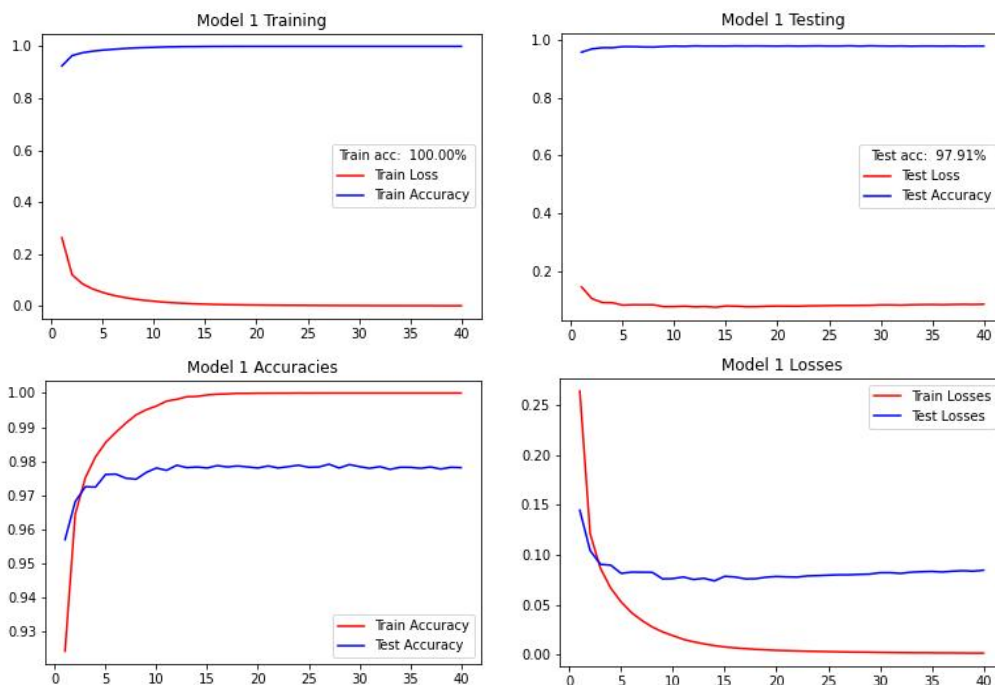 Model 1 Training
1.0
0.8
0.6
0.4
0.2
0.0
Train acc: 100.00%
Train Loss
Train Accuracy
0 5 10 15 20 25 30 35 40
Model 1 Testing
1.0
0.8
0.6
0.4
0.2
Test acc: 97.91%
Test Loss
Test Accuracy
0 5 10 15 20 25 30 35 40
Model 1 Accuracies
1.00
0.99
0.98
0.97
0.96
0.95
0.94
0.93
Train Accuracy
Test Accuracy
0 5 10 15 20 25 30 35 40
Model 1 Losses
0.25
0.20
0.15
0.10
0.05
0.00
Train Losses
Test Losses
0 5 10 15 20 25 30 35 40